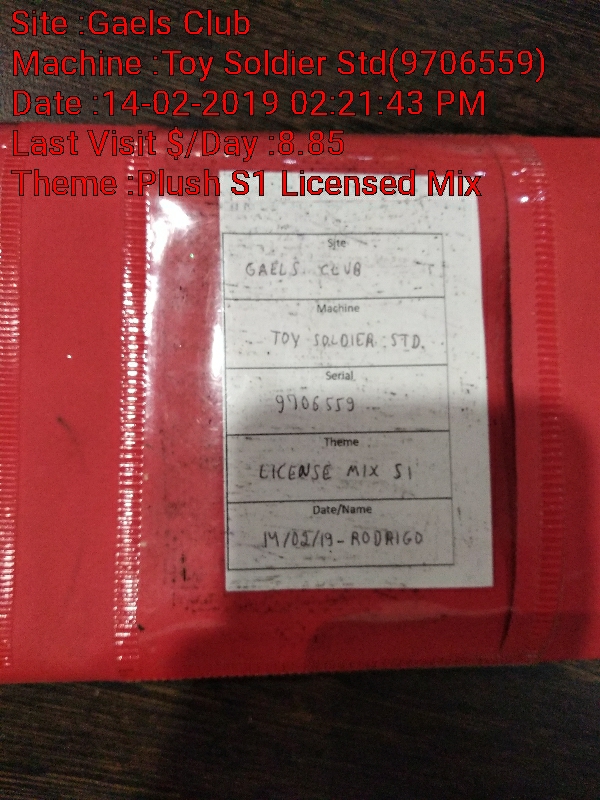 Site :Gaels Club
Machine :Toy Soldier Std(9706559)
Date :14-02-2019 02:21:43 PM
Last Visit $/Day :8.85
Theme :Plush S1 Licensed Mix
Site
GAELS CLUB
Machine
TOY SOLDIER STD.
Serial
9706559
Theme
LICENSE MIX S1
Date/Name
14/02/19-RODRIGO